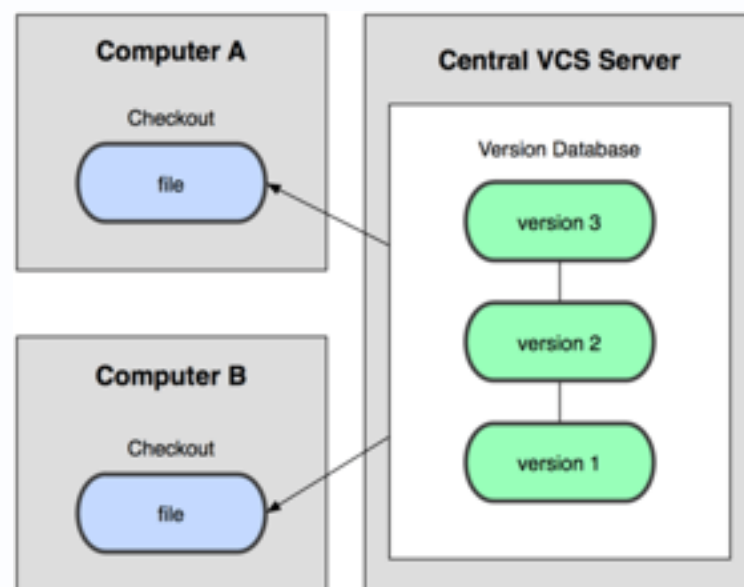 Computer A
Checkout
file
Computer B
Checkout
file
Central VCS Server
Version Database
version 3
version 2
version 1